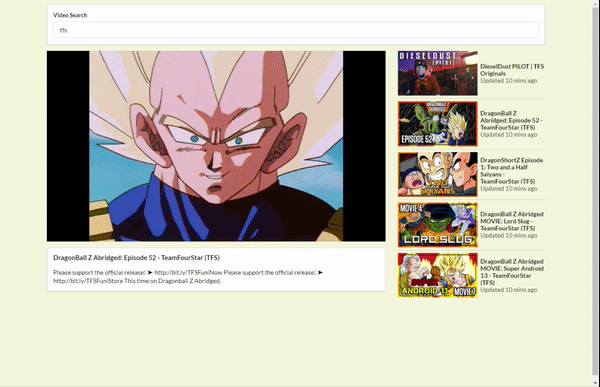 Video Search
tfs
DragonBall Z Abridged: Episode 52 - TeamFourStar (TFS)
Please support the official release! ➤ http://bit.ly/TFSFuniNow Please support the official release! ➤
http://bit.ly/TFSFuniStore This time on Dragonball Z Abridged.
DIESELDUST
[PILOT]
DieselDust PILOT | TFS
Originals
Updated 10 mins ago
EPISODE 52
DragonBall Z
Abridged: Episode 52 -
TeamFourStar (TFS)
Updated 10 mins ago
TWO
SAIYANS
DragonShortZ Episode
1: Two and a Half
Saiyans -
TeamFourStar (TFS)
Updated 10 mins ago
MOVIE 4
LORD SLUG
DragonBall Z Abridged
MOVIE: Lord Slug -
TeamFourStar (TFS)
Updated 10 mins ago
SUPER
ANDROID 13 MOVIE7
DragonBall Z Abridged
MOVIE: Super Android
13 - TeamFourStar
(TFS)
Updated 10 mins ago